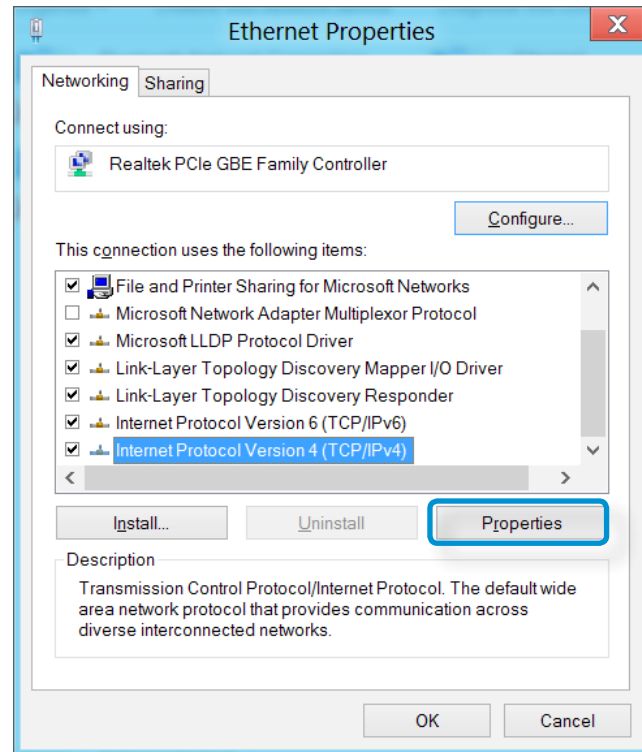 Ethernet Properties
X
Networking
Sharing
Connect using:
Realtek PCIe GBE Family Controller
Configure...
This connection uses the following items:
File and Printer Sharing for Microsoft Networks
Microsoft Network Adapter Multiplexor Protocol
Microsoft LLDP Protocol Driver
Link-Layer Topology Discovery Mapper I/O Driver
Link-Layer Topology Discovery Responder
Internet Protocol Version 6 (TCP/IPv6)
Internet Protocol Version 4 (TCP/IPv4)
Install...
Uninstall
Properties
Description
Transmission Control Protocol/Internet Protocol. The default wide
area network protocol that provides communication across
diverse interconnected networks.
OK
Cancel